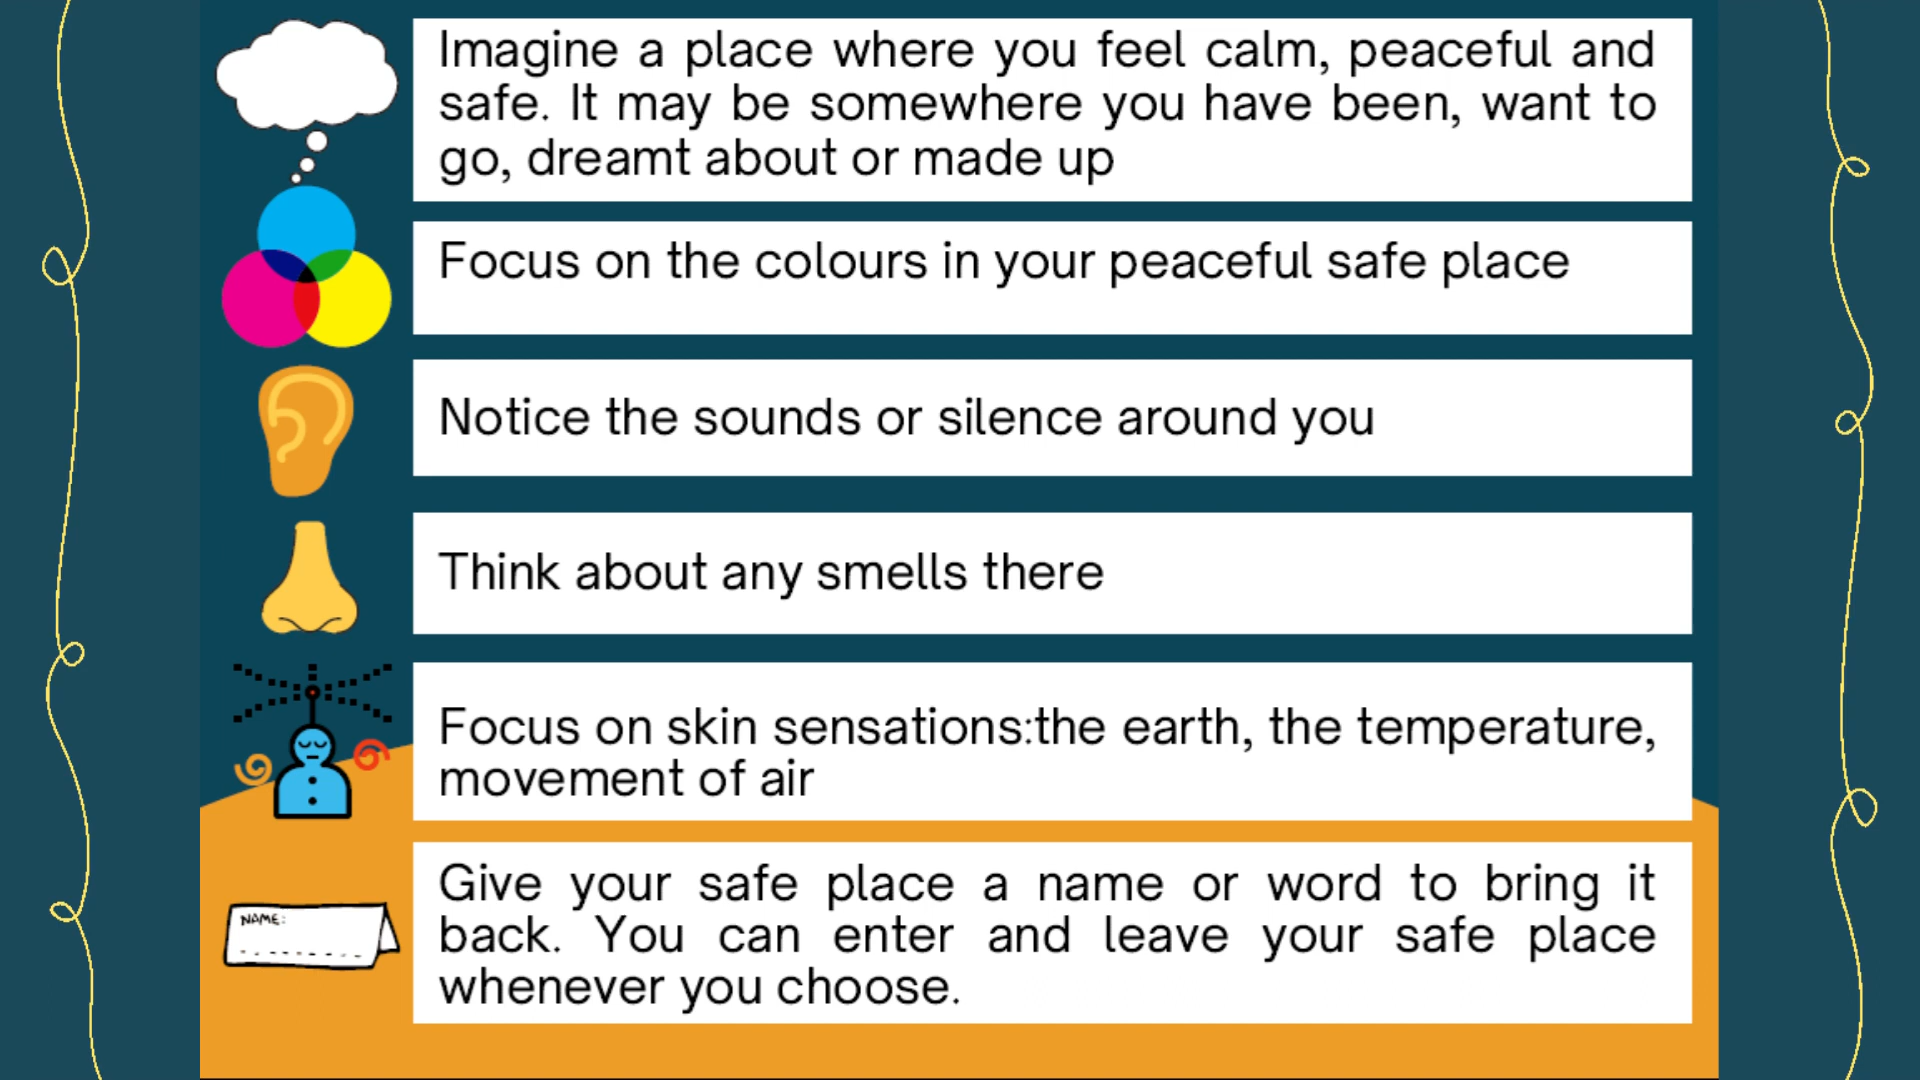 Imagine a place where you feel calm, peaceful and
safe. It may be somewhere you have been, want to
go, dreamt about or made up
Focus on the colours in your peaceful safe place
Notice the sounds or silence around you
Think about any smells there
Focus on skin sensations:the earth, the temperature,
movement of air
NAME:
Give your safe place a name or word to bring it
back. You can enter and leave your safe place
whenever you choose.